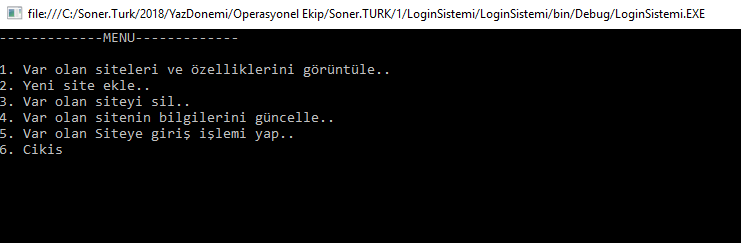 file:///C:/Soner.Turk/2018/YazDonemi/Operasyonel Ekip/Soner.TURK/1/LoginSistemi/LoginSistemi/bin/Debug/LoginSistemi.EXE
-------------MENU-------------
1. Var olan siteleri ve özelliklerini görüntüle..
2. Yeni site ekle..
3. Var olan siteyi sil..
4. Var olan sitenin bilgilerini güncelle..
5. Var olan Siteye giriş işlemi yap..
6. Cikis